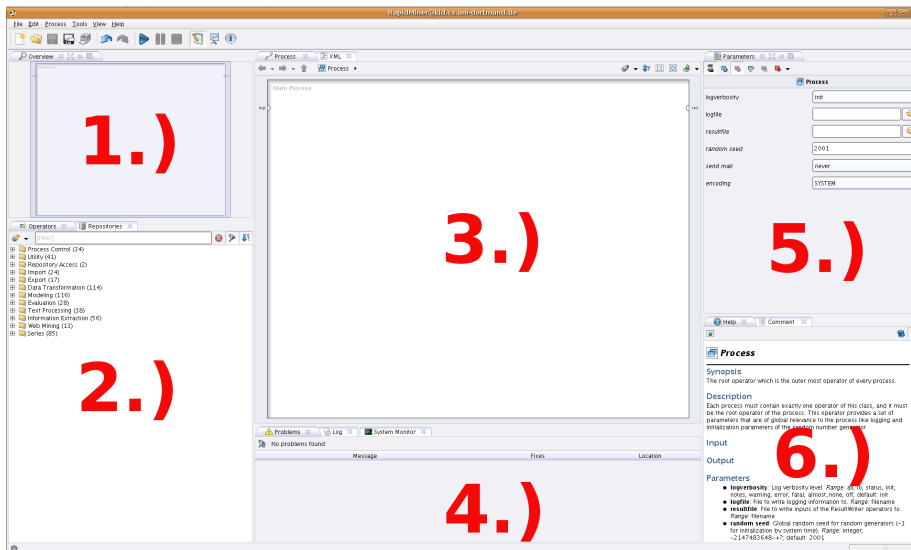 RapidMiner@kid.cs.uni-dortmund.de
File Edit Process Tools View Help
Overview
1.)
Operators Repositories
[Filter]
Process Control (34)
Utility (41)
Repository Access (2)
Import (24)
Export (17)
Data Transformation (114)
Modeling (116)
Evaluation (28)
Text Processing (38)
Information Extraction (56)
Web Mining (13)
Series (85)
2.)
Process XML
Process
Main Process
inp
res
3.)
Problems Log System Monitor
No problems found
Message Fixes Location
4.)
Parameters
Process
logverbosity init
logfile
resultfile
random seed 2001
send mail never
encoding SYSTEM
5.)
Help Comment
Process
Synopsis
The root operator which is the outer most operator of every process.
Description
Each process must contain exactly one operator of this class, and it must
be the root operator of the process. This operator provides a set of
parameters that are of global relevance to the process like logging and
initialization parameters of the random number generator.
Input
Output
6.)
Parameters
logverbosity: Log verbosity level. Range: all, io, status, init,
notes, warning, error, fatal, almost_none, off; default: init
logfile: File to write logging information to. Range: filename
resultfile: File to write inputs of the ResultWriter operators to.
Range: filename
random seed: Global random seed for random generators (-1
for initialization by system time). Range: integer;
-2147483648-+?; default: 2001